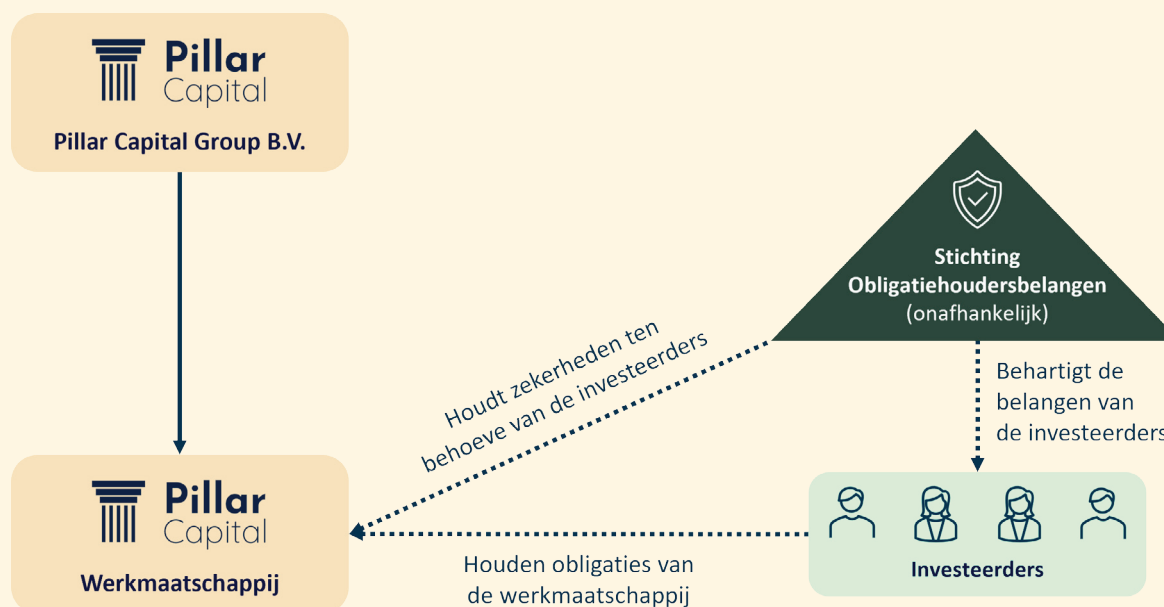 Pillar
Capital
Pillar Capital Group B.V.
Stichting
Obligatiehoudersbelangen
(onafhankelijk)
Houdt zekerheden ten
behoeve van de investeerders
Behartigt de
belangen van
de investeerders
Pillar
Capital
Werkmaatschappij
Houden obligaties van
de werkmaatschappij
Investeerders